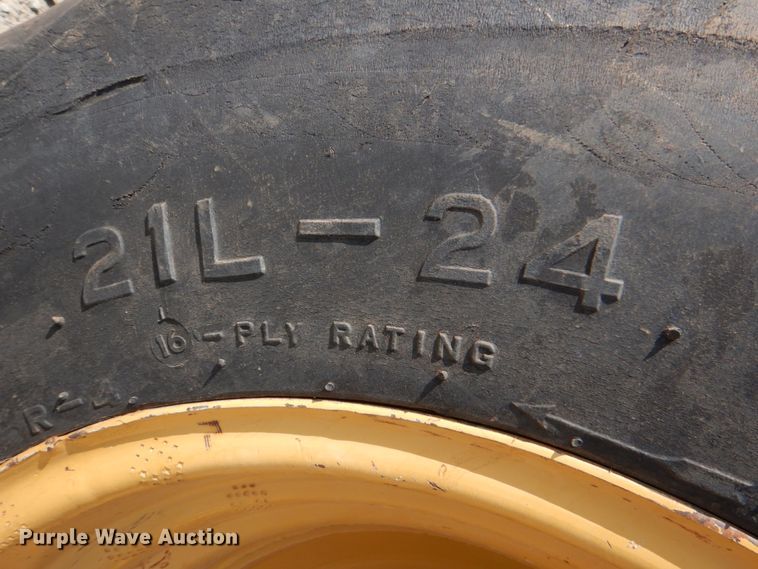 21L-24
16-PLY RATING
R-4
Purple Wave Auction